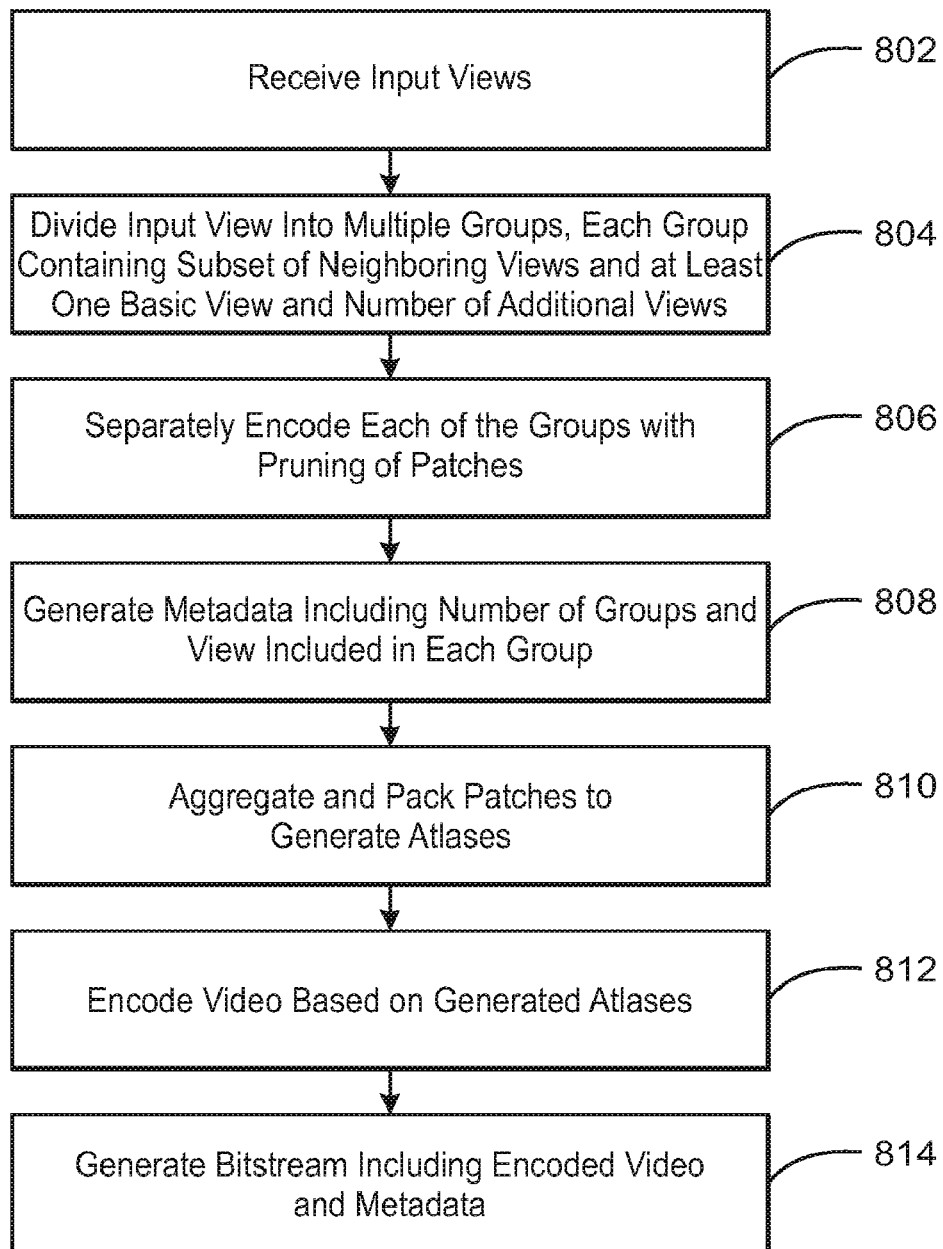 Receive Input Views
802
Divide Input View Into Multiple Groups, Each Group
Containing Subset of Neighboring Views and at Least
One Basic View and Number of Additional Views
804
Separately Encode Each of the Groups with
Pruning of Patches
806
Generate Metadata Including Number of Groups and
View Included in Each Group
808
Aggregate and Pack Patches to
Generate Atlases
810
Encode Video Based on Generated Atlases
812
Generate Bitstream Including Encoded Video
and Metadata
814